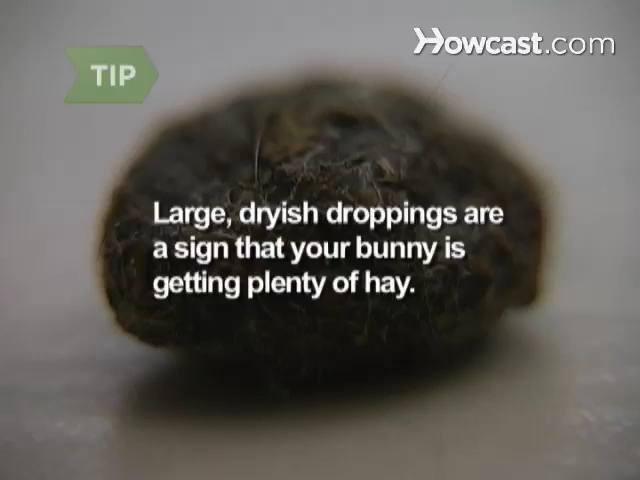 Howcast.com
TIP
Large, dryish droppings are
a sign that your bunny is
getting plenty of hay.